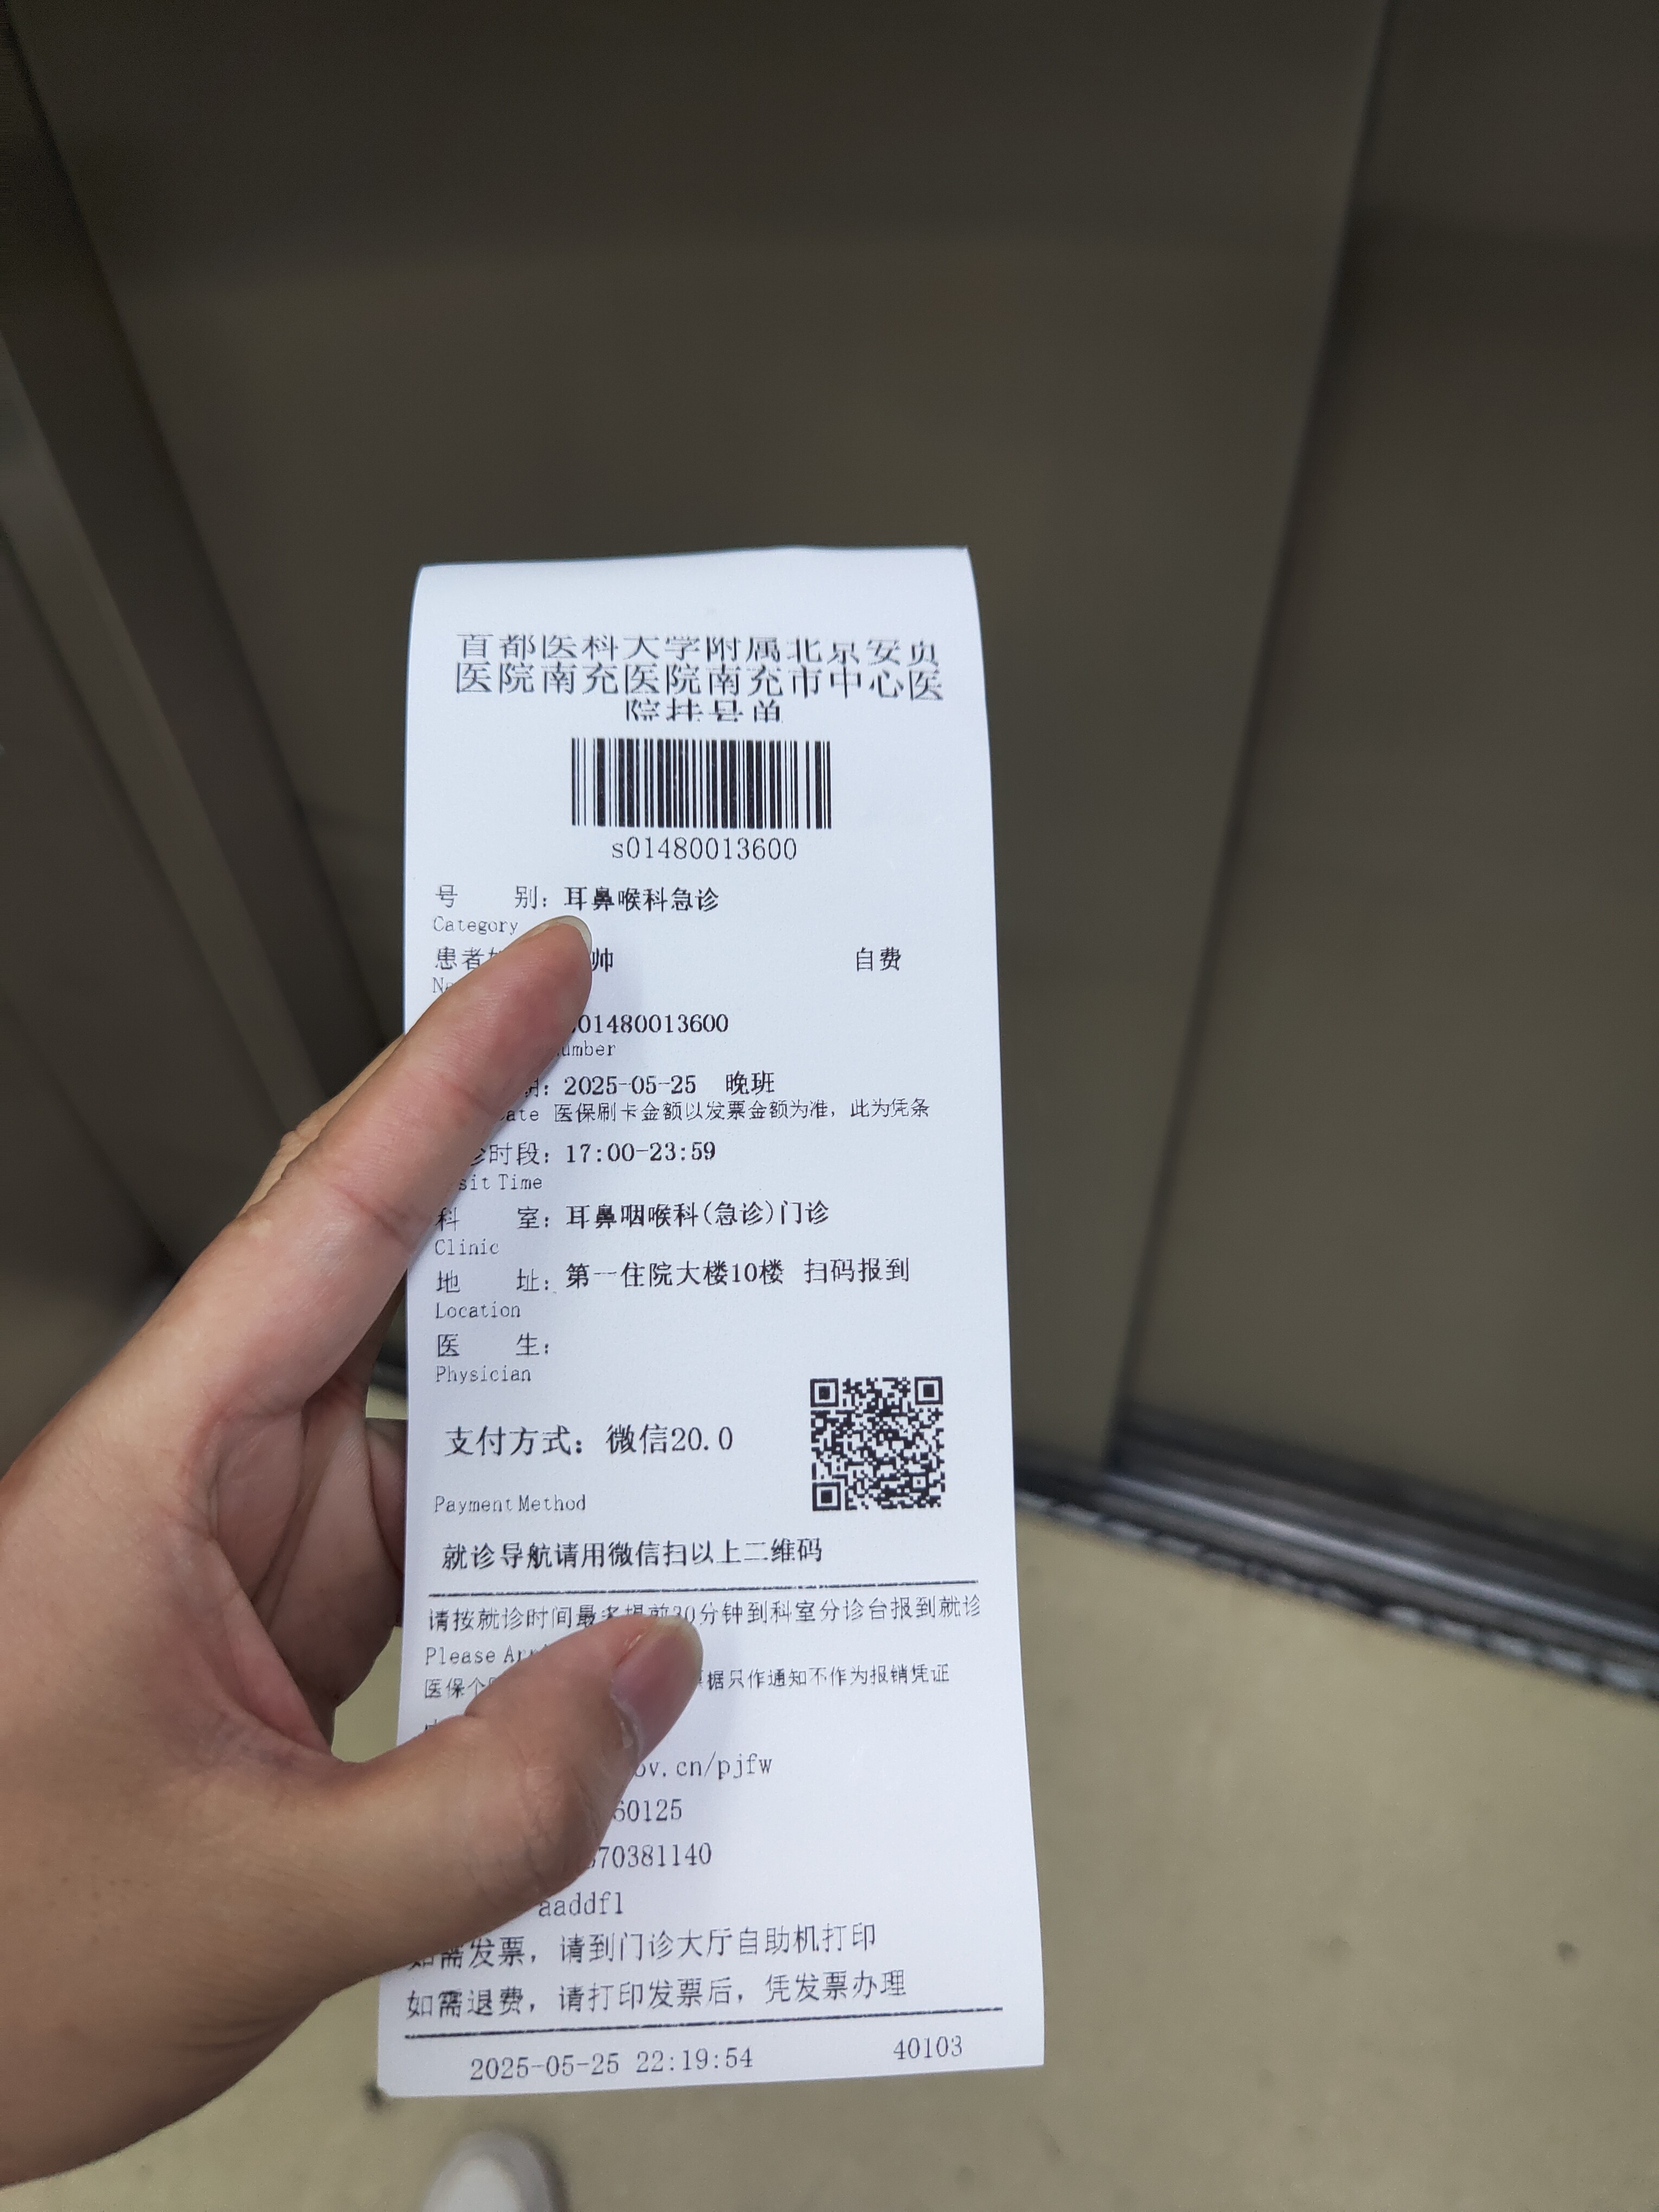 首都医科大学附属北京安贞
医院南充医院南充市中心医
院挂号单
s01480013600
号 别：耳鼻喉科急诊
Category
患者 帅 自费
01480013600
umber
期：2025-05-25 晚班
ate 医保刷卡金额以发票金额为准，此为凭条
诊时段：17:00-23:59
sit Time
科 室：耳鼻咽喉科(急诊)门诊
Clinic
地 址：第一住院大楼10楼 扫码报到
Location
医 生：
Physician
支付方式：微信20.0
Payment Method
就诊导航请用微信扫以上二维码
请按就诊时间最多提前30分钟到科室分诊台报到就诊
Please
医保个 据只作通知不作为报销凭证
ov.cn/pjfw
60125
70381140
aaddf1
如需发票，请到门诊大厅自助机打印
如需退费，请打印发票后，凭发票办理
2025-05-25 22:19:54 40103